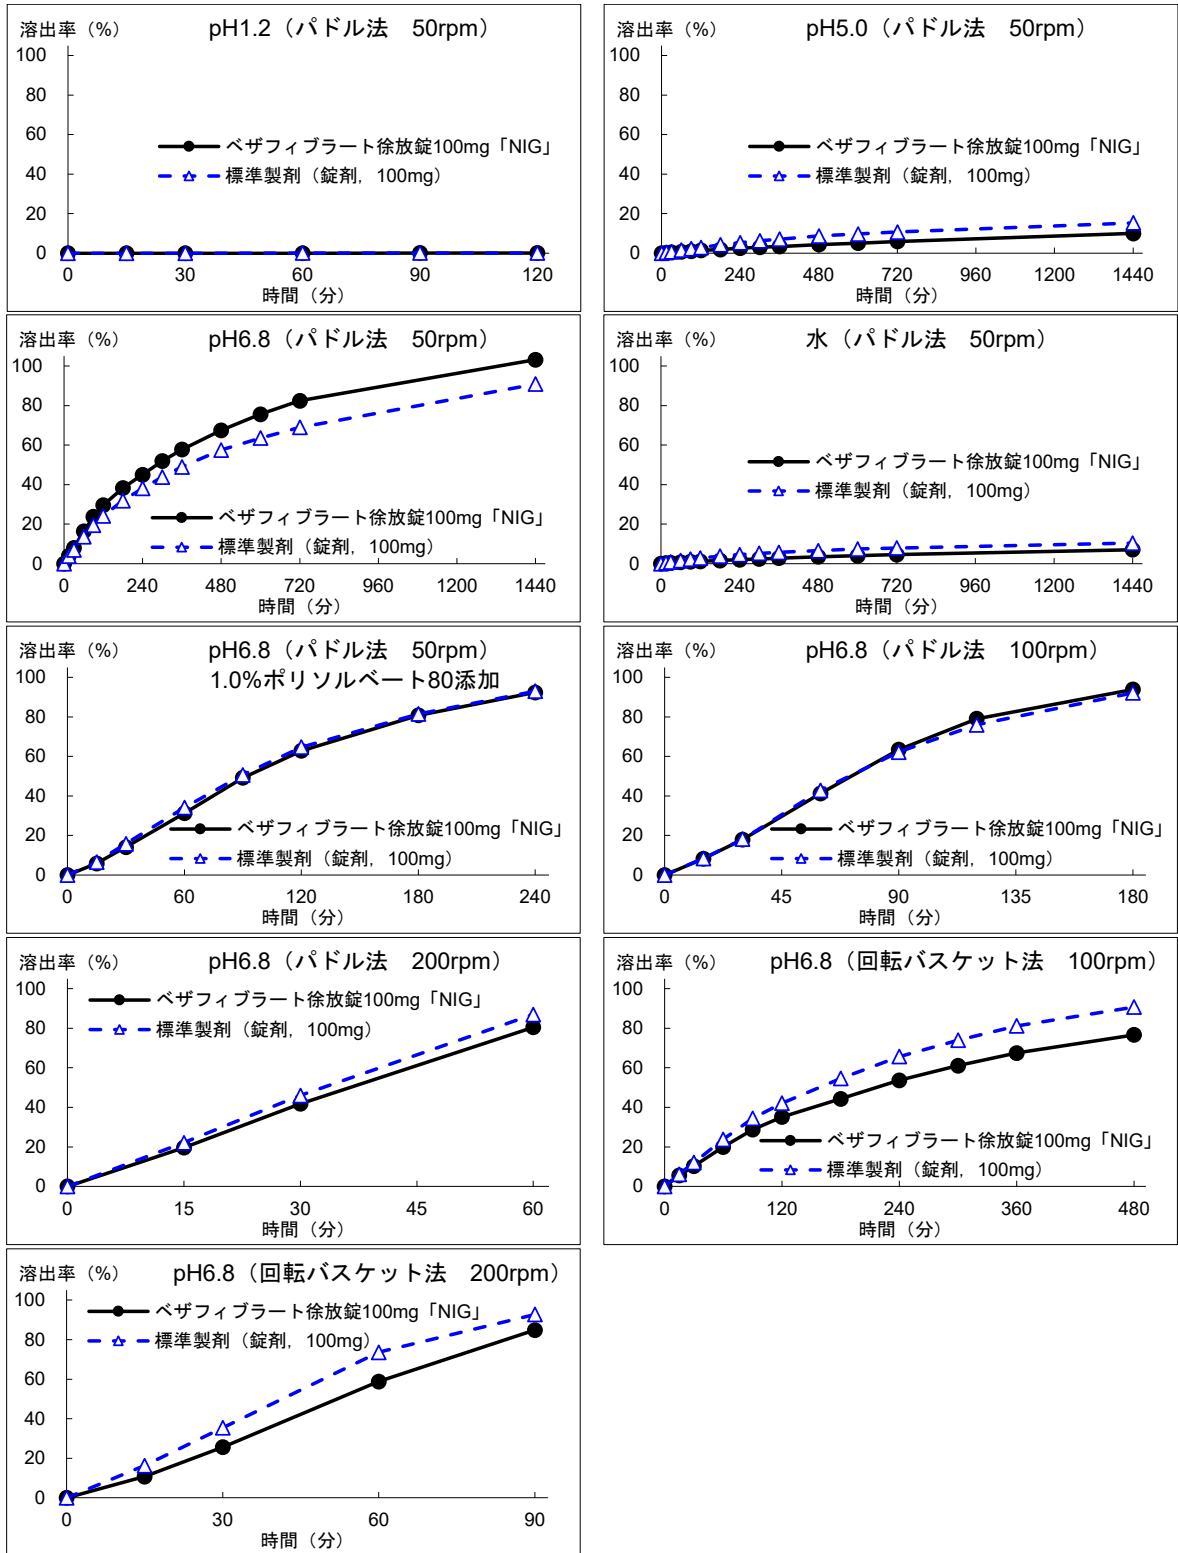 溶出率（%） pH1.2（パドル法　50rpm）
100
80
60
ベザフィブラート徐放錠100mg「NIG」
40
標準製剤（錠剤，100mg）
20
0
0 30 60 90 120
時間（分）
溶出率（%） pH5.0（パドル法　50rpm）
100
80
60
ベザフィブラート徐放錠100mg「NIG」
40
標準製剤（錠剤，100mg）
20
0
0 240 480 720 960 1200 1440
時間（分）
溶出率（%） pH6.8（パドル法　50rpm）
100
80
60
40
20
ベザフィブラート徐放錠100mg「NIG」
標準製剤（錠剤，100mg）
0
0 240 480 720 960 1200 1440
時間（分）
溶出率（%） 水（パドル法　50rpm）
100
80
60
ベザフィブラート徐放錠100mg「NIG」
40
標準製剤（錠剤，100mg）
20
0
0 240 480 720 960 1200 1440
時間（分）
溶出率（%） pH6.8（パドル法　50rpm）
1.0%ポリソルベート80添加
100
80
60
40
20
ベザフィブラート徐放錠100mg「NIG」
標準製剤（錠剤，100mg）
0
0 60 120 180 240
時間（分）
溶出率（%） pH6.8（パドル法　100rpm）
100
80
60
40
20
ベザフィブラート徐放錠100mg「NIG」
標準製剤（錠剤，100mg）
0
0 45 90 135 180
時間（分）
溶出率（%） pH6.8（パドル法　200rpm）
100
ベザフィブラート徐放錠100mg「NIG」
80
標準製剤（錠剤，100mg）
60
40
20
0
0 15 30 45 60
時間（分）
溶出率（%） pH6.8（回転バスケット法　100rpm）
100
80
60
40
20
ベザフィブラート徐放錠100mg「NIG」
標準製剤（錠剤，100mg）
0
0 120 240 360 480
時間（分）
溶出率（%） pH6.8（回転バスケット法　200rpm）
100
ベザフィブラート徐放錠100mg「NIG」
80
標準製剤（錠剤，100mg）
60
40
20
0
0 30 60 90
時間（分）